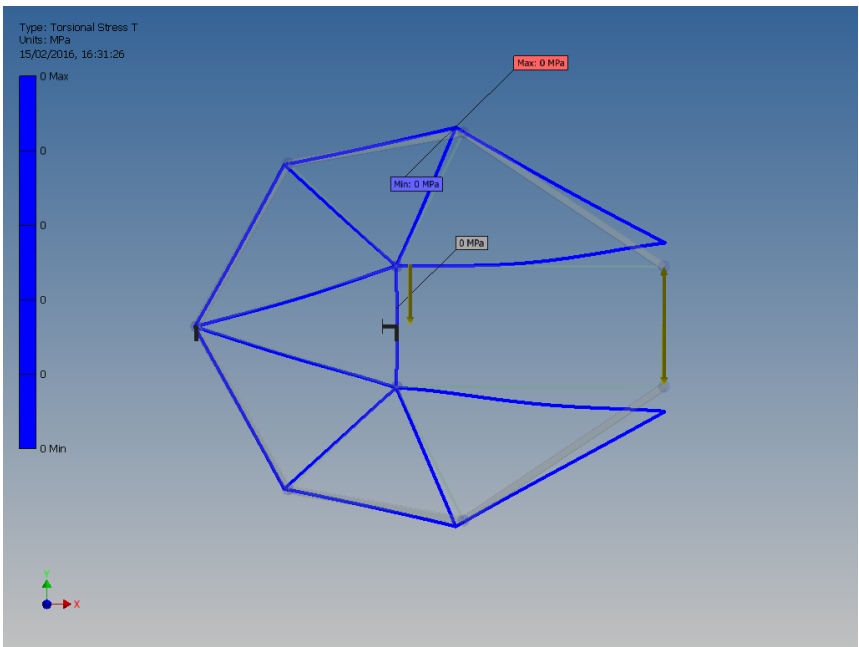 Type: Torsional Stress T
Units: MPa
15/02/2016, 16:31:26
0 Max
Max: 0 MPa
0
Min: 0 MPa
0
0 MPa
0
0
0 Min
Y
X